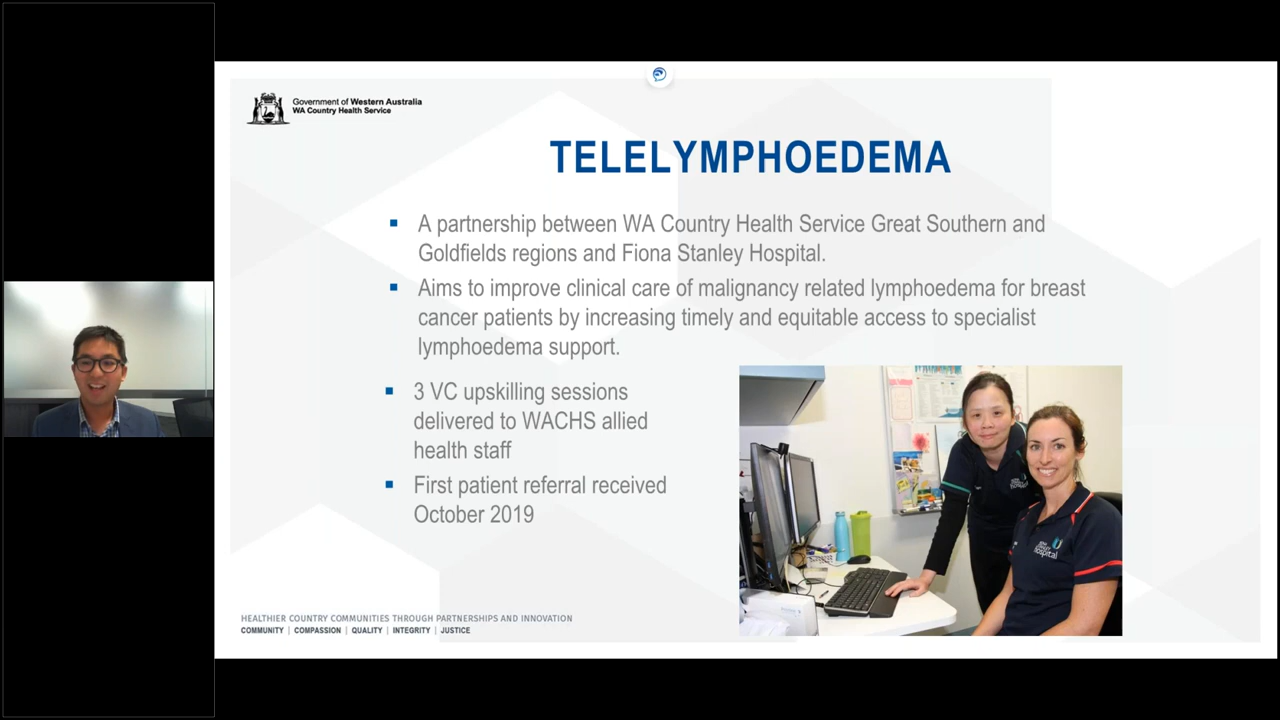 Government of Western Australia
WA Country Health Service
TELELYMPHOEDEMA
A partnership between WA Country Health Service Great Southern and
Goldfields regions and Fiona Stanley Hospital.
Aims to improve clinical care of malignancy related lymphoedema for breast
cancer patients by increasing timely and equitable access to specialist
lymphoedema support.
3 VC upskilling sessions
delivered to WACHS allied
health staff
First patient referral received
October 2019
HEALTHIER COUNTRY COMMUNITIES THROUGH PARTNERSHIPS AND INNOVATION
COMMUNITY | COMPASSION | QUALITY | INTEGRITY | JUSTICE